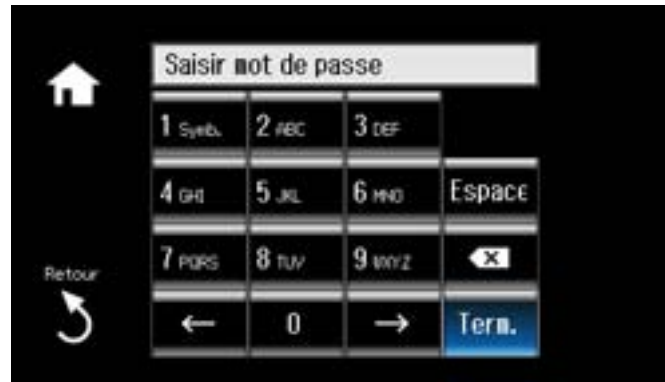 Saisir mot de passe
1 Symb. 2 ABC 3 DEF
4 GHI 5 JKL 6 MNO Espace
7 PQRS 8 TUV 9 WXYZ
Retour
← 0 → Term.